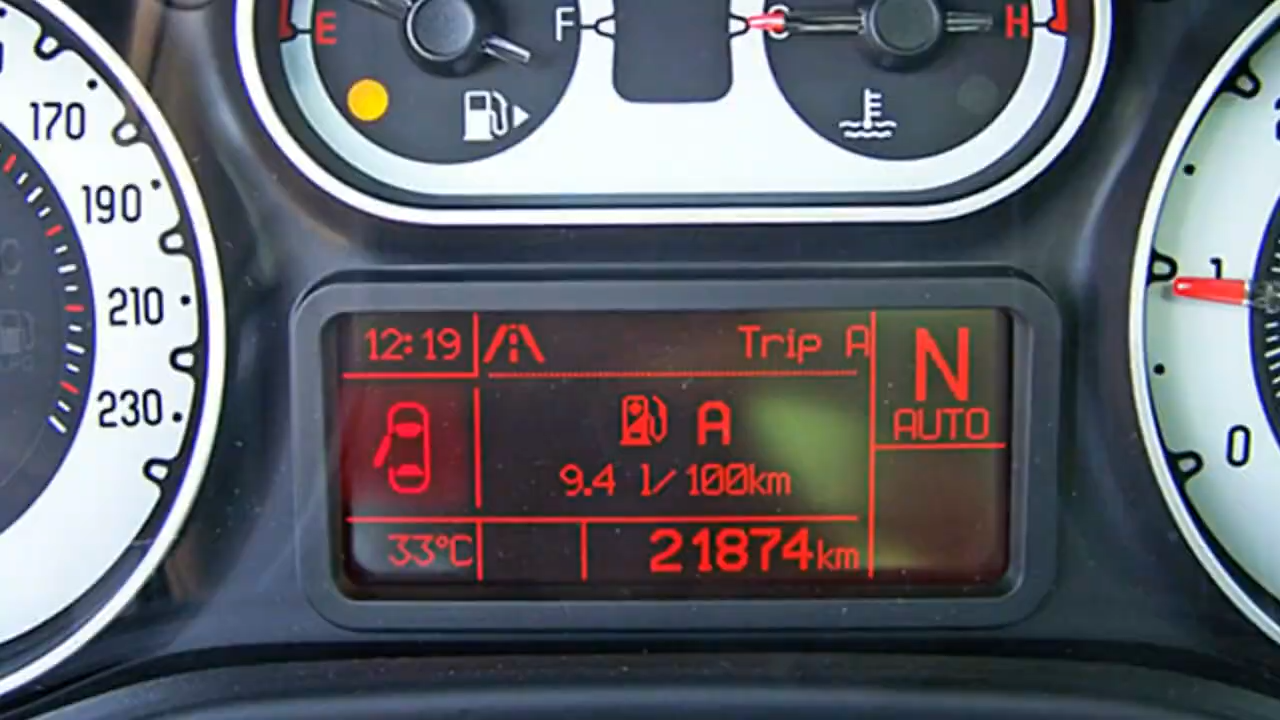 E
F
C
H
170
190
210
230
1
0
12:19
Trip A
N
AUTO
A
9.4 l/100km
33°C
21874km